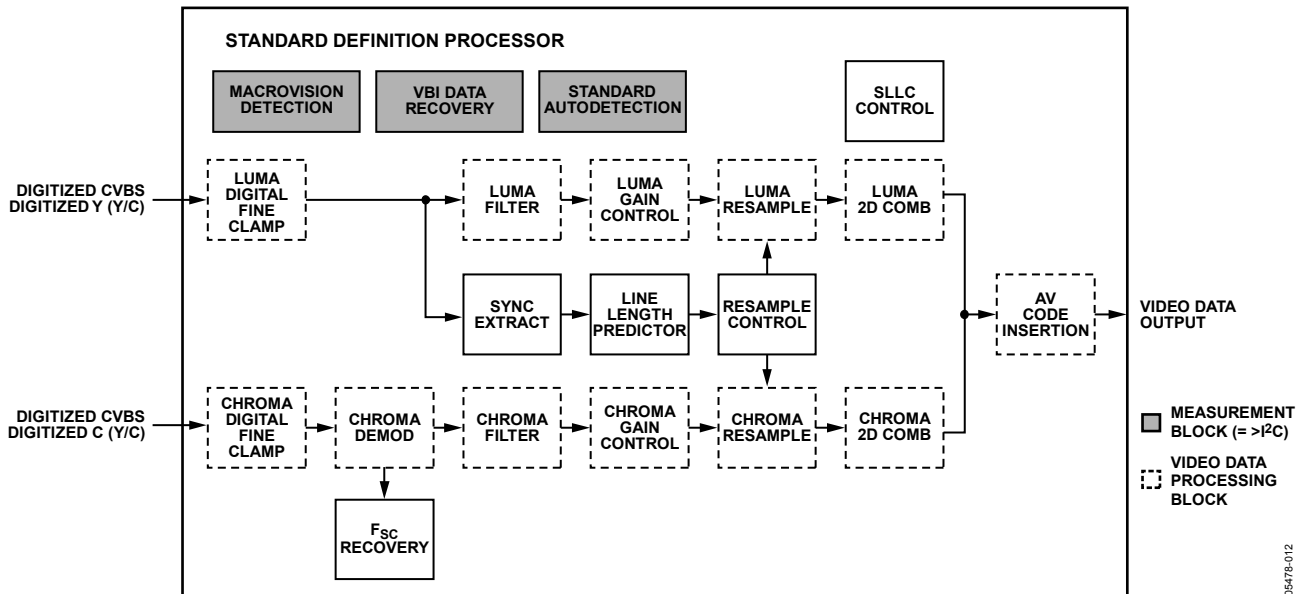 STANDARD DEFINITION PROCESSOR
MACROVISION
DETECTION
VBI DATA
RECOVERY
STANDARD
AUTODETECTION
SLLC
CONTROL
DIGITIZED CVBS
DIGITIZED Y (Y/C)
LUMA
DIGITAL
FINE
CLAMP
LUMA
FILTER
LUMA
GAIN
CONTROL
LUMA
RESAMPLE
LUMA
2D COMB
SYNC
EXTRACT
LINE
LENGTH
PREDICTOR
RESAMPLE
CONTROL
AV
CODE
INSERTION
VIDEO DATA
OUTPUT
DIGITIZED CVBS
DIGITIZED C (Y/C)
CHROMA
DIGITAL
FINE
CLAMP
CHROMA
DEMOD
CHROMA
FILTER
CHROMA
GAIN
CONTROL
CHROMA
RESAMPLE
CHROMA
2D COMB
FSC
RECOVERY
MEASUREMENT
BLOCK (= >I²C)
VIDEO DATA
PROCESSING
BLOCK
05478-012